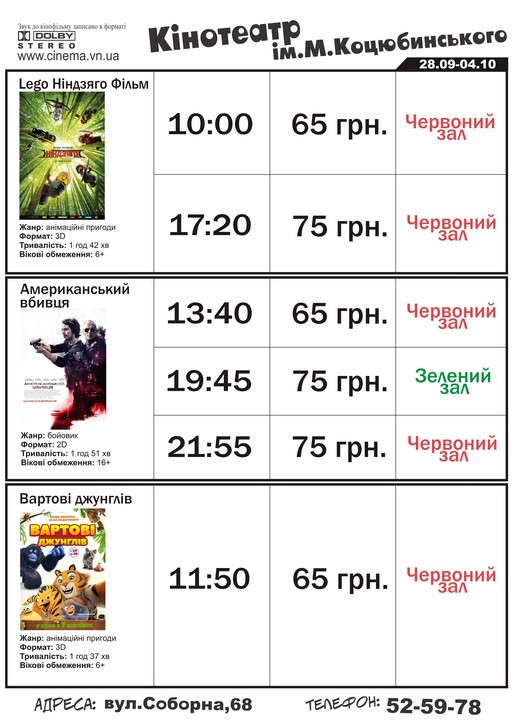 Звук до кінофільму записано в форматі
DOLBY
STEREO
www.cinema.vn.ua
Кінотеатр
ім.М.Коцюбинського
28.09-04.10
Lego Ніндзяго Фільм
НІНДЗЯГО
Жанр: анімаційні пригоди
Формат: 3D
Тривалість: 1 год 42 хв
Вікові обмеження: 6+
10:00 65 грн. Червоний
зал
17:20 75 грн. Червоний
зал
Американський
вбивця
Жанр: бойовик
Формат: 2D
Тривалість: 1 год 51 хв
Вікові обмеження: 16+
13:40 65 грн. Червоний
зал
19:45 75 грн. Зелений
зал
21:55 75 грн. Червоний
зал
Вартові джунглів
ВАРТОВІ
ДЖУНГЛІВ
Жанр: анімаційні пригоди
Формат: 3D
Тривалість: 1 год 37 хв
Вікові обмеження: 6+
11:50 65 грн. Червоний
зал
АДРЕСА: вул.Соборна,68 ТЕЛЕФОН: 52-59-78